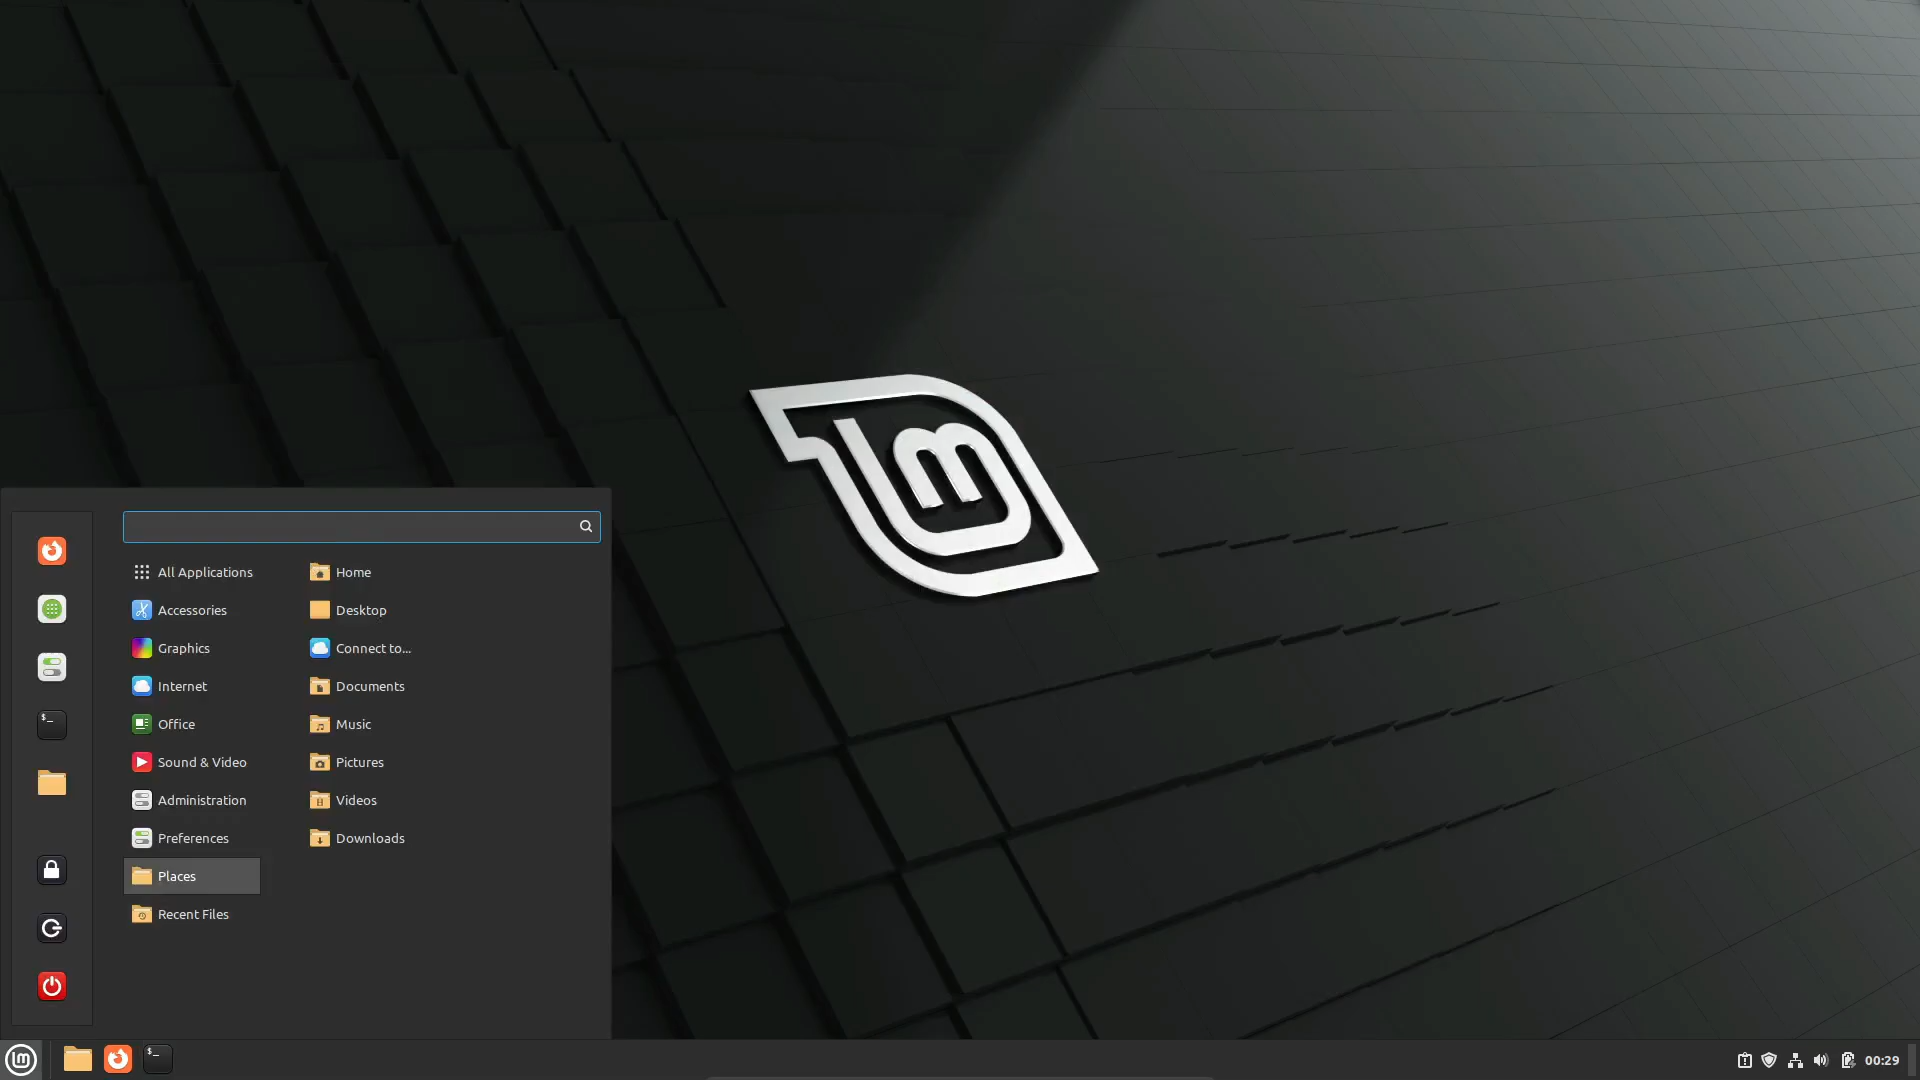 All Applications
Accessories
Graphics
Internet
Office
Sound & Video
Administration
Preferences
Places
Recent Files
Home
Desktop
Connect to...
Documents
Music
Pictures
Videos
Downloads
00:29